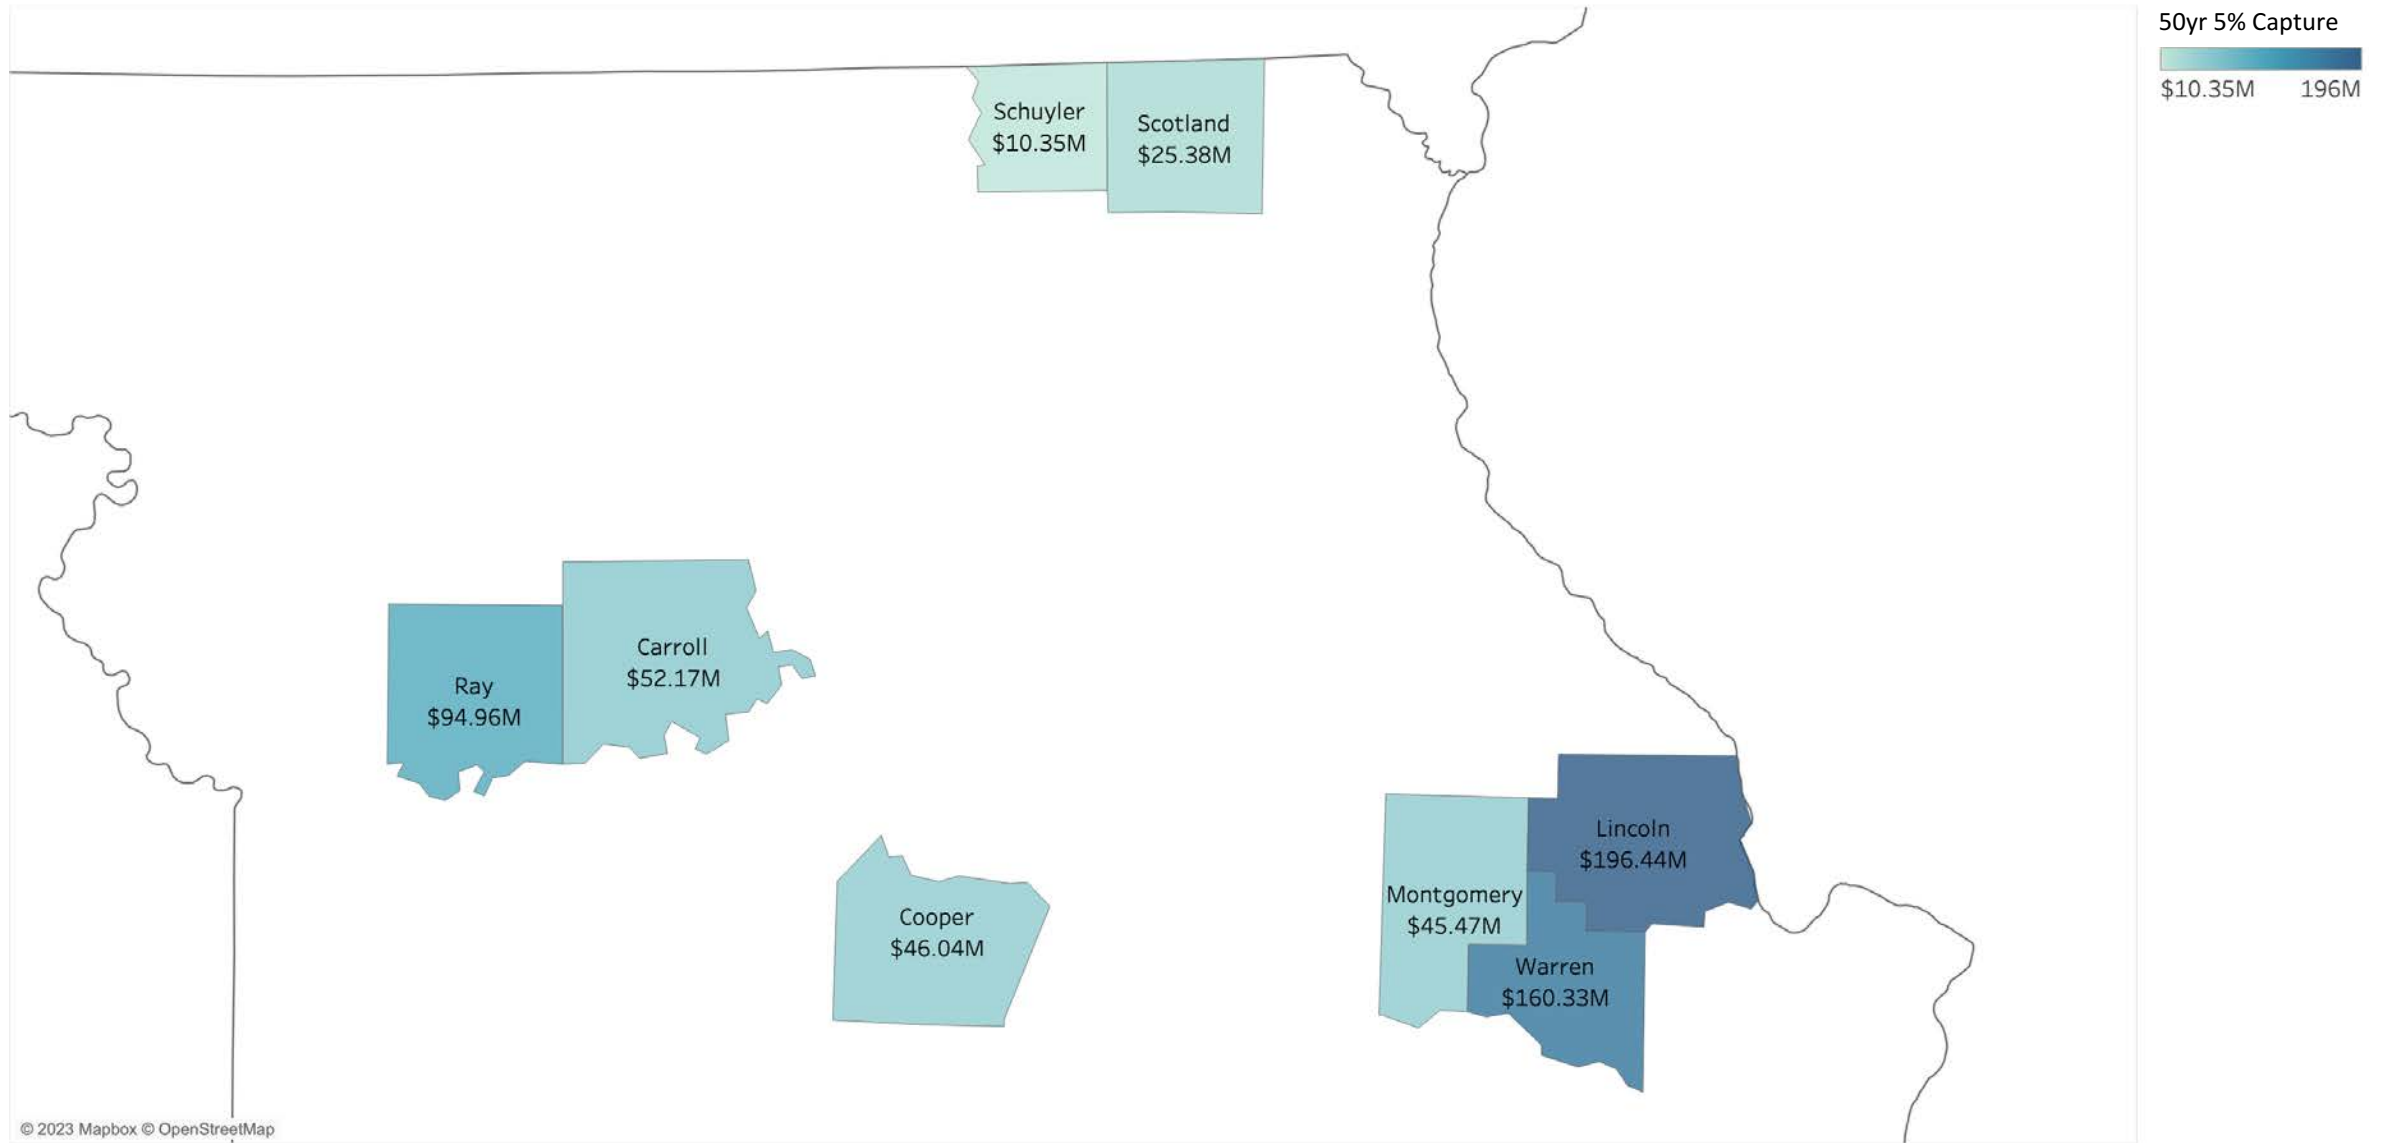 50yr 5% Capture
$10.35M 196M
Schuyler
$10.35M
Scotland
$25.38M
Carroll
$52.17M
Ray
$94.96M
Lincoln
$196.44M
Montgomery
$45.47M
Cooper
$46.04M
Warren
$160.33M
© 2023 Mapbox © OpenStreetMap